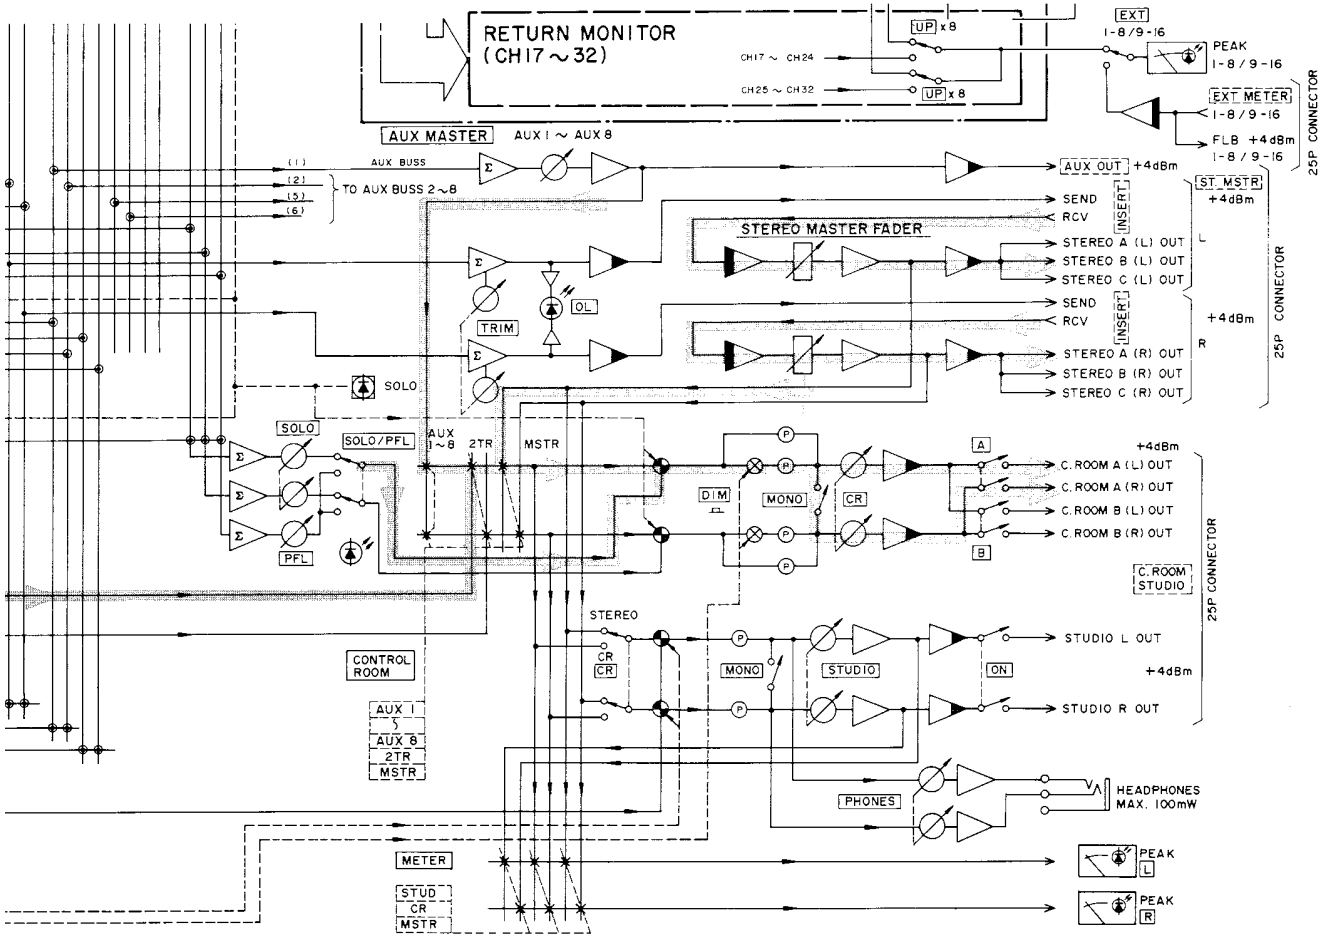 RETURN MONITOR
(CH17～32)
UP x 8
CH17 ～ CH24
CH25 ～ CH32
UP x 8
EXT
1-8/9-16
PEAK
1-8/9-16
EXT METER
1-8/9-16
FLB +4dBm
1-8/9-16
25P CONNECTOR
AUX MASTER AUX 1 ～ AUX 8
(1) AUX BUSS
(2)
(5)
(6)
TO AUX BUSS 2～8
Σ
AUX OUT +4dBm
ST. MSTR
+4dBm
SEND
RCV
INSERT
L
STEREO MASTER FADER
STEREO A (L) OUT
STEREO B (L) OUT
STEREO C (L) OUT
Σ
OL
TRIM
Σ
SEND
RCV
INSERT
+4dBm
R
STEREO A (R) OUT
STEREO B (R) OUT
STEREO C (R) OUT
25P CONNECTOR
SOLO
SOLO
SOLO/PFL
AUX
1～8
2TR
MSTR
Σ
Σ
Σ
PFL
P
P
P
P
DIM
MONO
CR
A
B
+4dBm
C.ROOM A (L) OUT
C.ROOM A (R) OUT
C.ROOM B (L) OUT
C.ROOM B (R) OUT
C.ROOM
STUDIO
25P CONNECTOR
STEREO
CR
CR
P
MONO
P
STUDIO
ON
STUDIO L OUT
+4dBm
STUDIO R OUT
CONTROL
ROOM
AUX 1
～
AUX 8
2TR
MSTR
PHONES
HEADPHONES
MAX. 100mW
METER
PEAK
L
STUD
CR
MSTR
PEAK
R